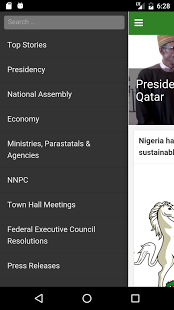 6:28
Search ...
Top Stories
Presidency
National Assembly
Economy
Ministries, Parastatals &
Agencies
NNPC
Town Hall Meetings
Federal Executive Council
Resolutions
Press Releases
Preside
Qatar
Nigeria ha
sustainabl